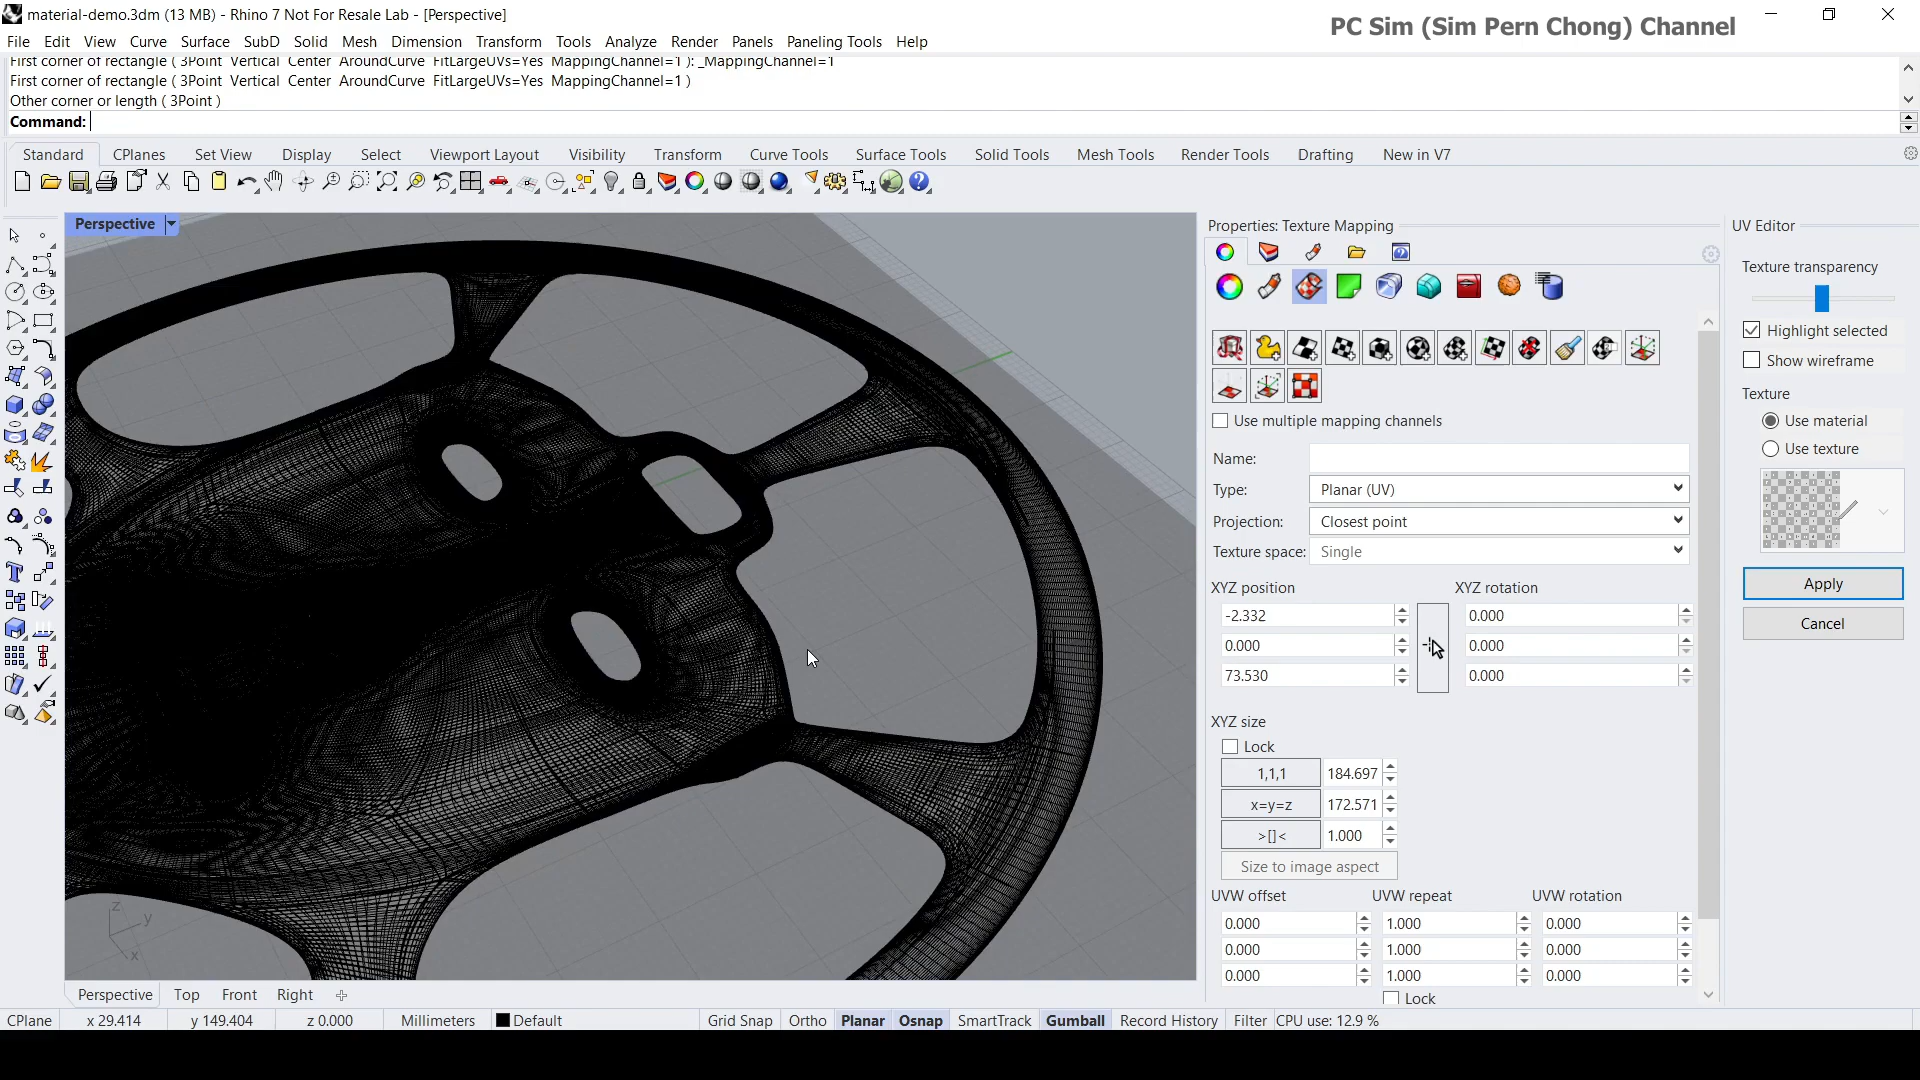 material-demo.3dm (13 MB) - Rhino 7 Not For Resale Lab - [Perspective]
PC Sim (Sim Pern Chong) Channel
File Edit View Curve Surface SubD Solid Mesh Dimension Transform Tools Analyze Render Panels Paneling Tools Help
First corner of rectangle ( 3Point Vertical Center AroundCurve FitLargeUVs=Yes MappingChannel=1 ): _MappingChannel=1
First corner of rectangle ( 3Point Vertical Center AroundCurve FitLargeUVs=Yes MappingChannel=1 )
Other corner or length ( 3Point )
Command:
Standard CPlanes Set View Display Select Viewport Layout Visibility Transform Curve Tools Surface Tools Solid Tools Mesh Tools Render Tools Drafting New in V7
Perspective
Properties: Texture Mapping
Use multiple mapping channels
Name:
Type: Planar (UV)
Projection: Closest point
Texture space: Single
XYZ position XYZ rotation
-2.332 0.000
0.000 0.000
73.530 0.000
XYZ size
Lock
1,1,1 184.697
x=y=z 172.571
>[]< 1.000
Size to image aspect
UVW offset UVW repeat UVW rotation
0.000 1.000 0.000
0.000 1.000 0.000
0.000 1.000 0.000
Lock
UV Editor
Texture transparency
Highlight selected
Show wireframe
Texture
Use material
Use texture
Apply
Cancel
z
y
x
Perspective Top Front Right
CPlane x 29.414 y 149.404 z 0.000 Millimeters Default Grid Snap Ortho Planar Osnap SmartTrack Gumball Record History Filter CPU use: 12.9 %